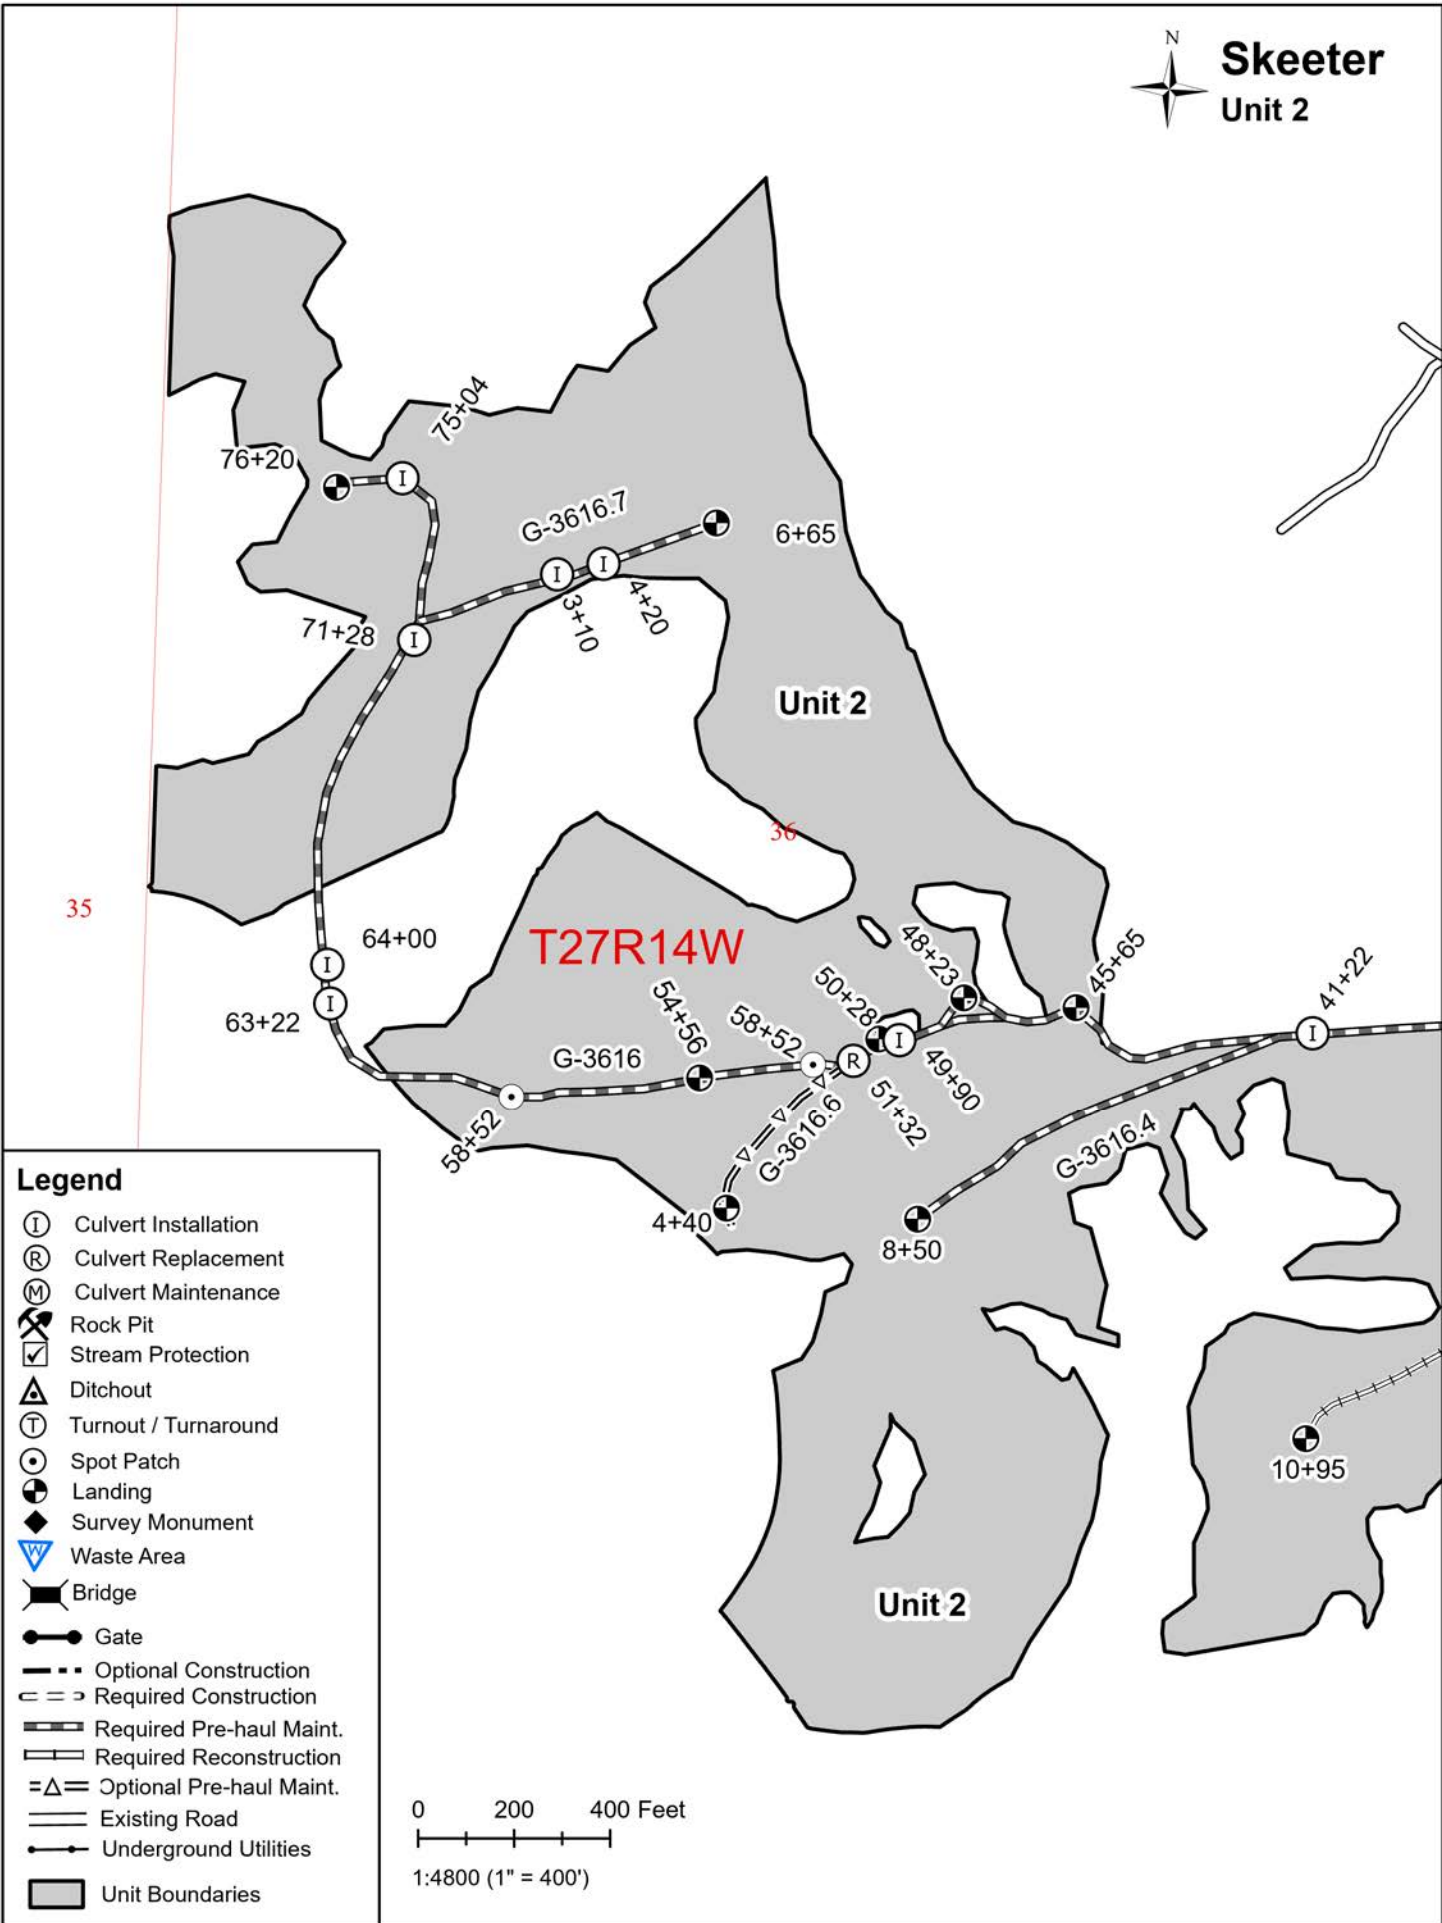 N
Skeeter
Unit 2
75+04
76+20
G-3616.7
6+65
71+28
3+10
4+20
Unit 2
36
35
64+00
T27R14W
48+23
45+65
41+22
63+22
54+56
58+52
50+28
G-3616
49+90
51+32
58+52
G-3616.6
G-3616.4
4+40
8+50
10+95
Unit 2
Legend
I Culvert Installation
R Culvert Replacement
M Culvert Maintenance
Rock Pit
Stream Protection
Ditchout
T Turnout / Turnaround
Spot Patch
Landing
Survey Monument
W Waste Area
Bridge
Gate
Optional Construction
Required Construction
Required Pre-haul Maint.
Required Reconstruction
Optional Pre-haul Maint.
Existing Road
Underground Utilities
Unit Boundaries
0 200 400 Feet
1:4800 (1" = 400')